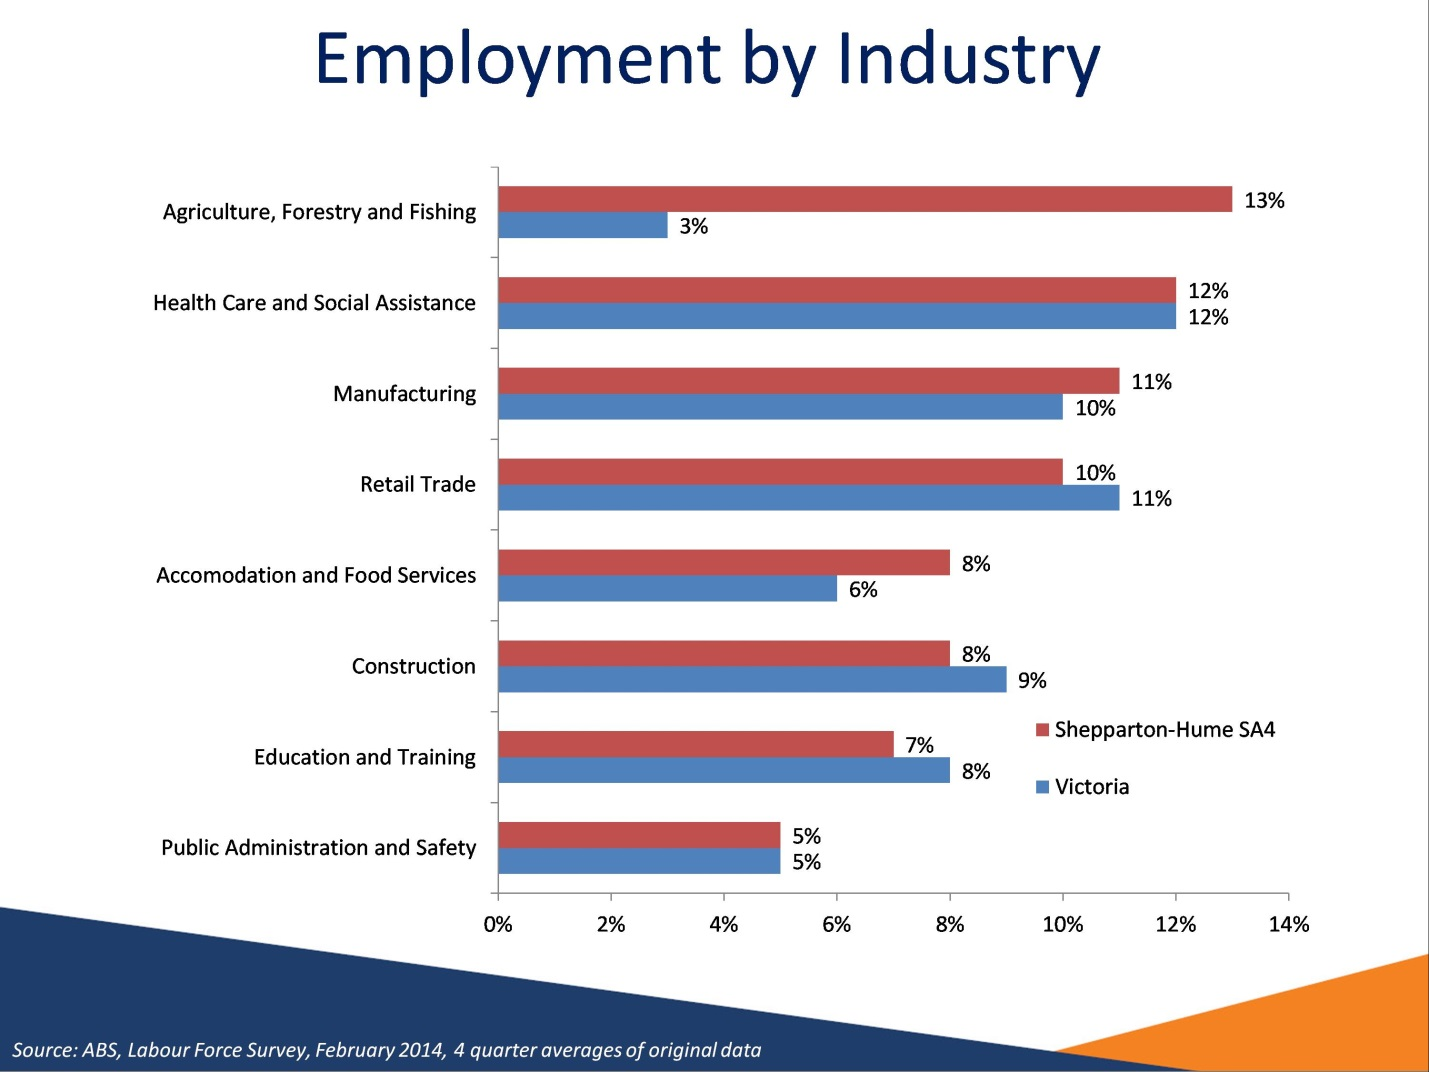 Employment by Industry
Agriculture, Forestry and Fishing
13%
3%
Health Care and Social Assistance
12%
12%
Manufacturing
11%
10%
Retail Trade
10%
11%
Accomodation and Food Services
8%
6%
Construction
8%
9%
Education and Training
7%
8%
Shepparton-Hume SA4
Victoria
Public Administration and Safety
5%
5%
0% 2% 4% 6% 8% 10% 12% 14%
Source: ABS, Labour Force Survey, February 2014, 4 quarter averages of original data